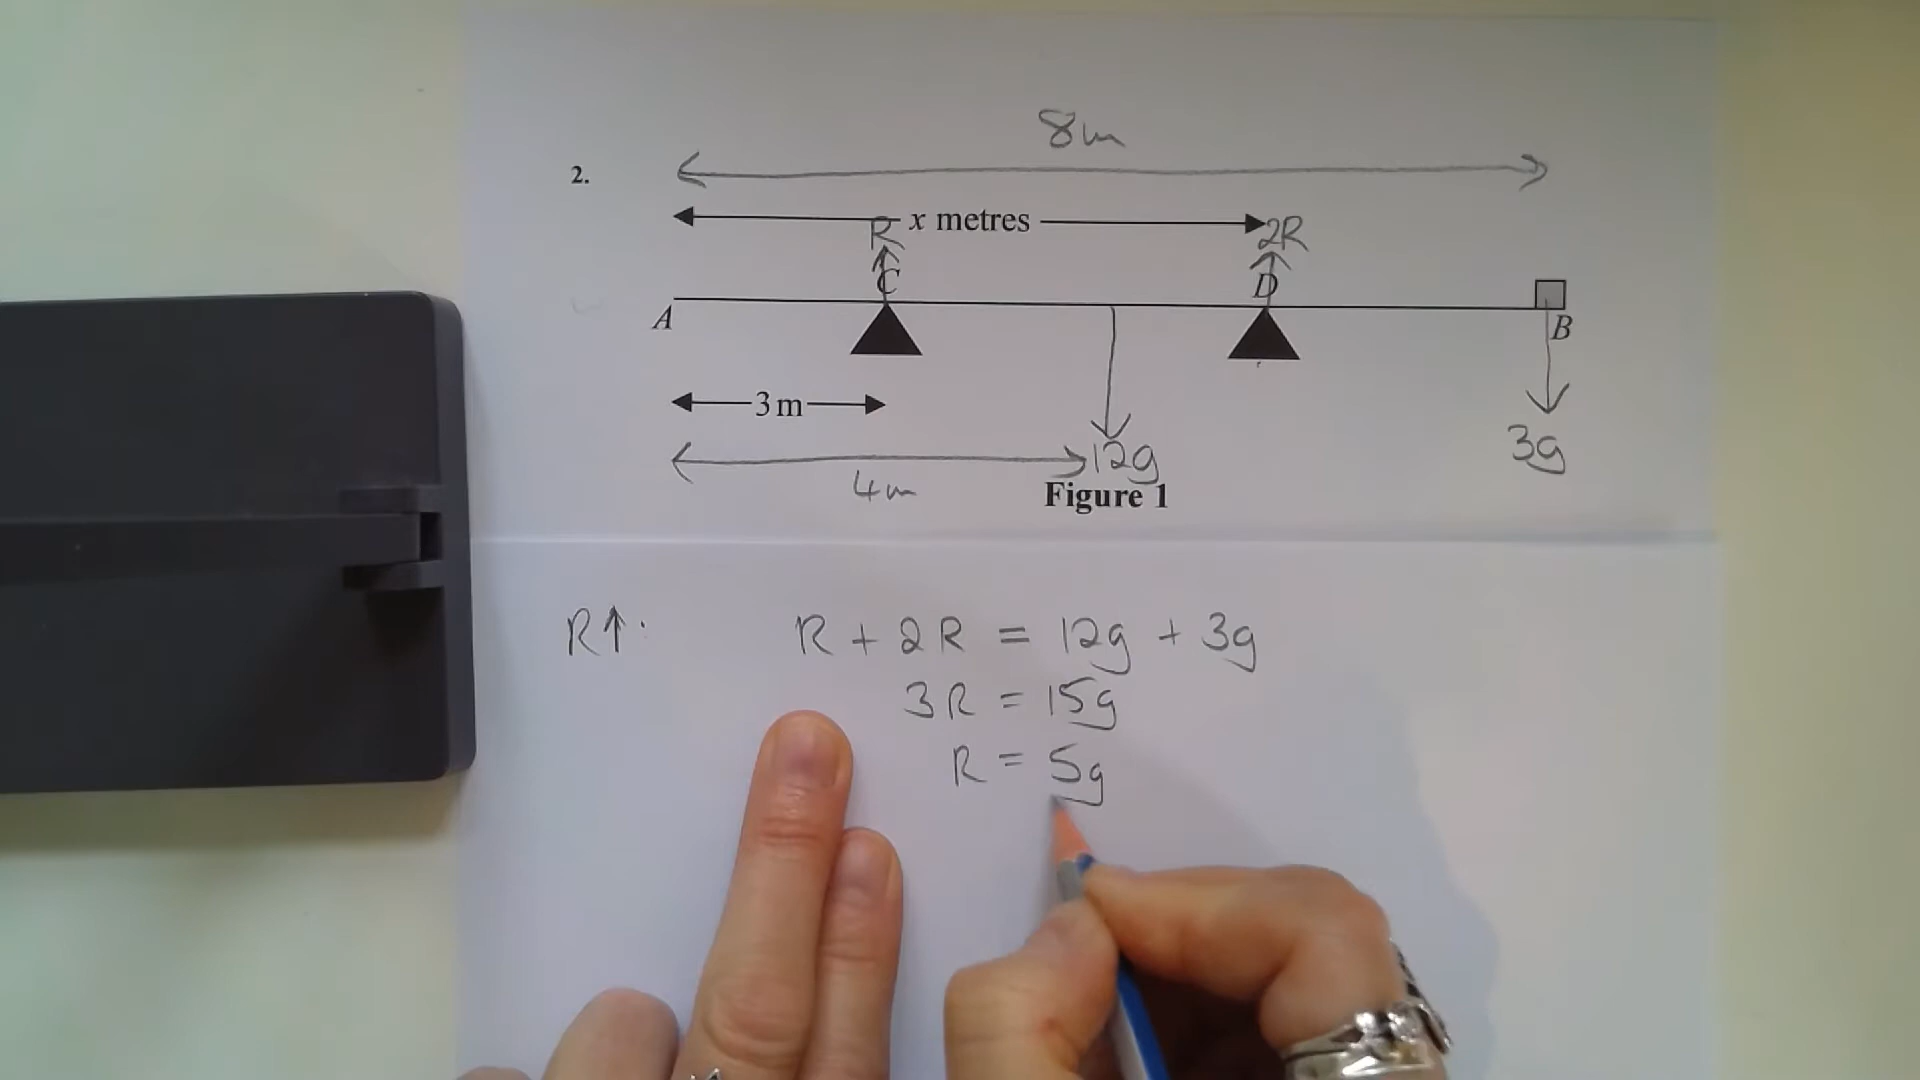 8m
2.
x metres
R
2R
C
D
A
B
3 m
12g
3g
4m
Figure 1
R↑. R + 2R = 12g + 3g
3R = 15g
R = 5g